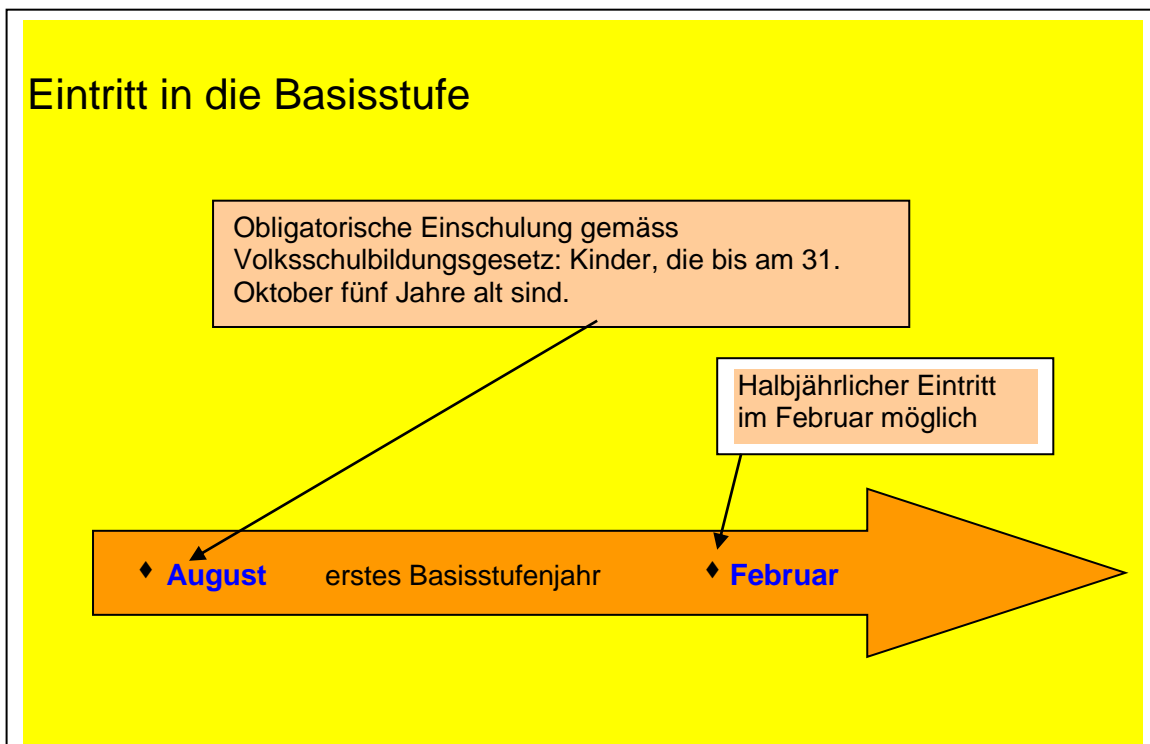 Eintritt in die Basisstufe
Obligatorische Einschulung gemäss
Volksschulbildungsgesetz: Kinder, die bis am 31.
Oktober fünf Jahre alt sind.
Halbjährlicher Eintritt
im Februar möglich
♦ August erstes Basisstufenjahr ♦ Februar